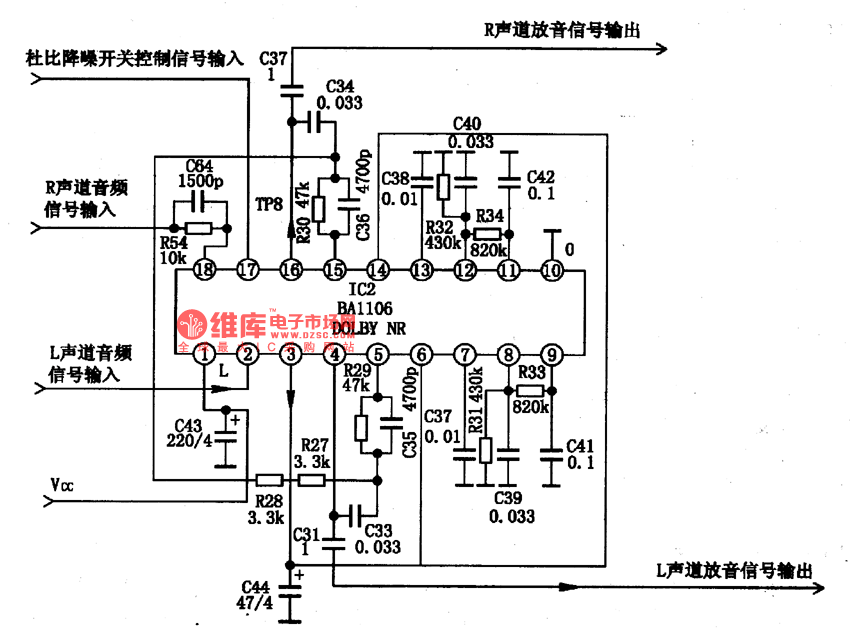 R声道放音信号输出
杜比降噪开关控制信号输入
C37
1
C34
0.033
C40
0.033
C64
1500p
R声道音频
信号输入
R54
10k
TP8
R30 47k
C36 4700p
C38
0.01
R32
430k
R34
820k
C42
0.1
0
18 17 16 15 14 13 12 11 10
IC2
BA1106
DOLBY NR
维库电子市场网
WWW.DZSC.COM
1 2 3 4 5 6 7 8 9
L声道音频
信号输入
L
C43
220/4
+
R29
47k
C35 4700p
C37
0.01
R31 430k
R33
820k
C41
0.1
R27
3.3k
R28
3.3k
C39
0.033
Vcc
C31
1
C33
0.033
C44
47/4
+
L声道放音信号输出